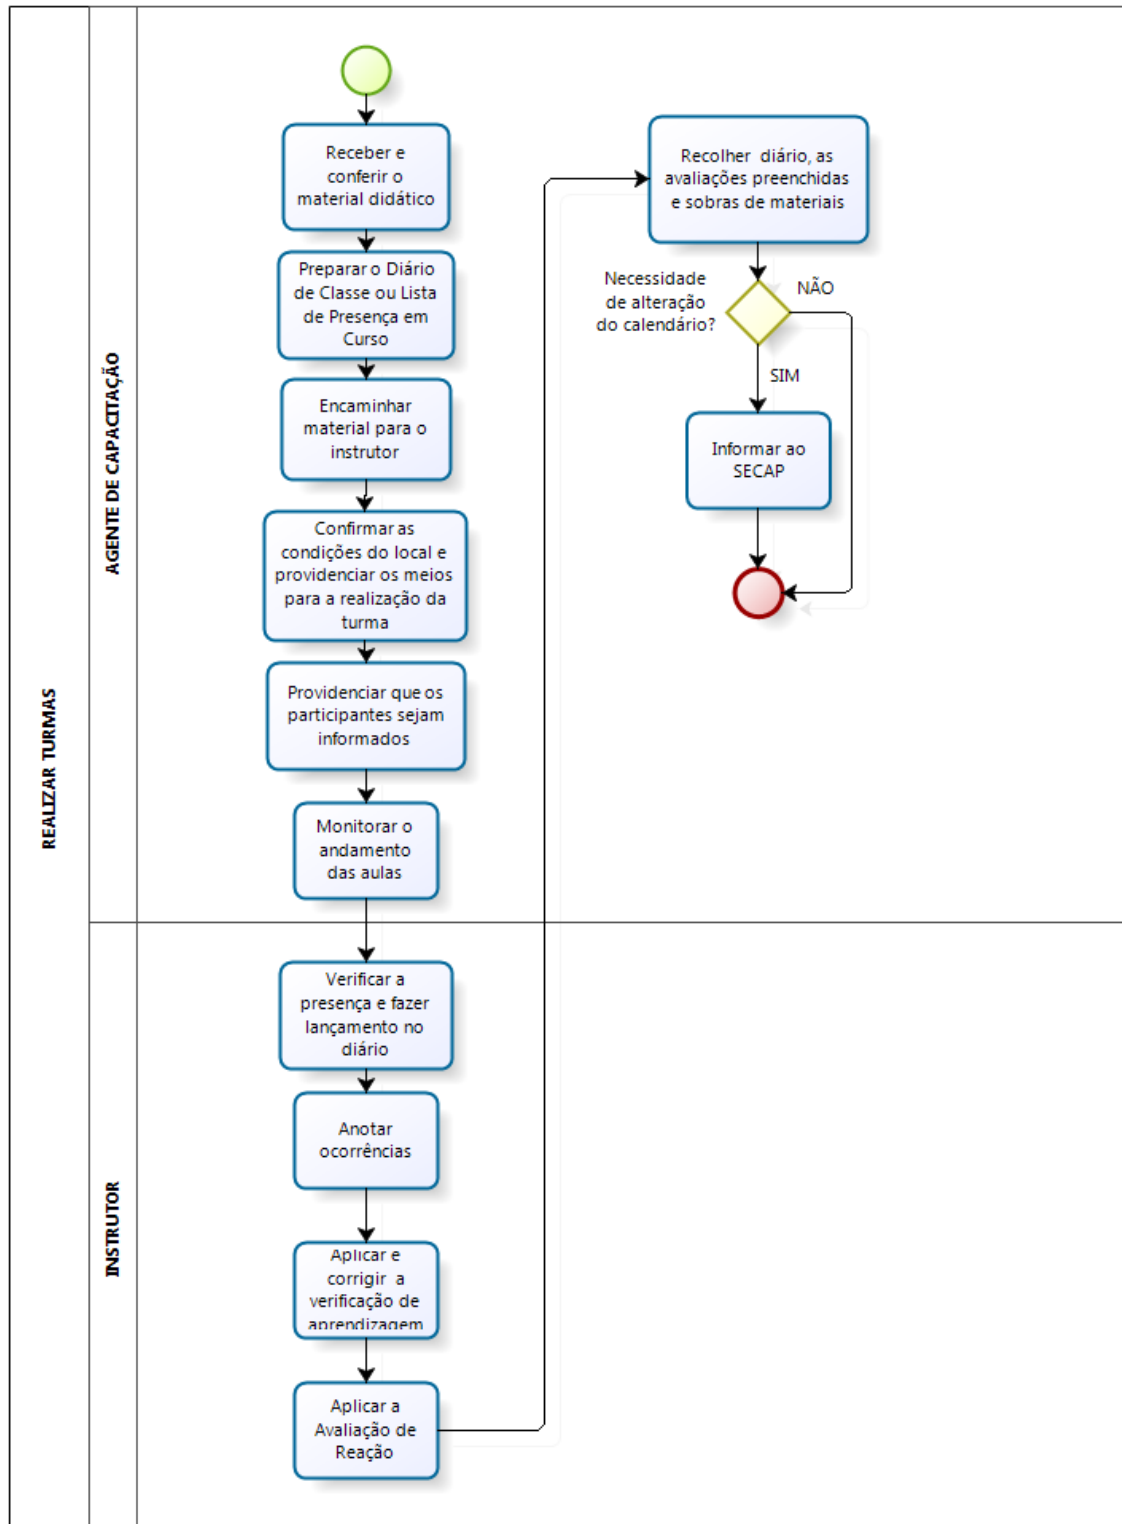 REALIZAR TURMAS
AGENTE DE CAPACITAÇÃO
Receber e
conferir o
material didático
Preparar o Diário
de Classe ou Lista
de Presença em
Curso
Encaminhar
material para o
instrutor
Confirmar as
condições do local e
providenciar os meios
para a realização da
turma
Providenciar que os
participantes sejam
informados
Monitorar o
andamento
das aulas
Recolher diário, as
avaliações preenchidas
e sobras de materiais
Necessidade
de alteração
do calendário?
NÃO
SIM
Informar ao
SECAP
INSTRUTOR
Verificar a
presença e fazer
lançamento no
diário
Anotar
ocorrências
Aplicar e
corrigir a
verificação de
aprendizagem
Aplicar a
Avaliação de
Reação